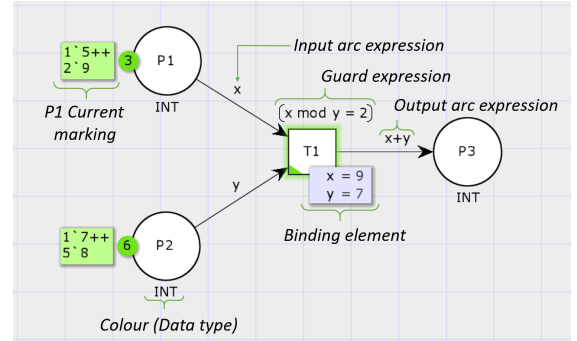 1`5++
2`9
3
P1
INT
P1 Current
marking
Input arc expression
x
Guard expression
(x mod y = 2)
Output arc expression
x+y
T1
P3
INT
x = 9
y = 7
Binding element
y
1`7++
5`8
6
P2
INT
Colour (Data type)